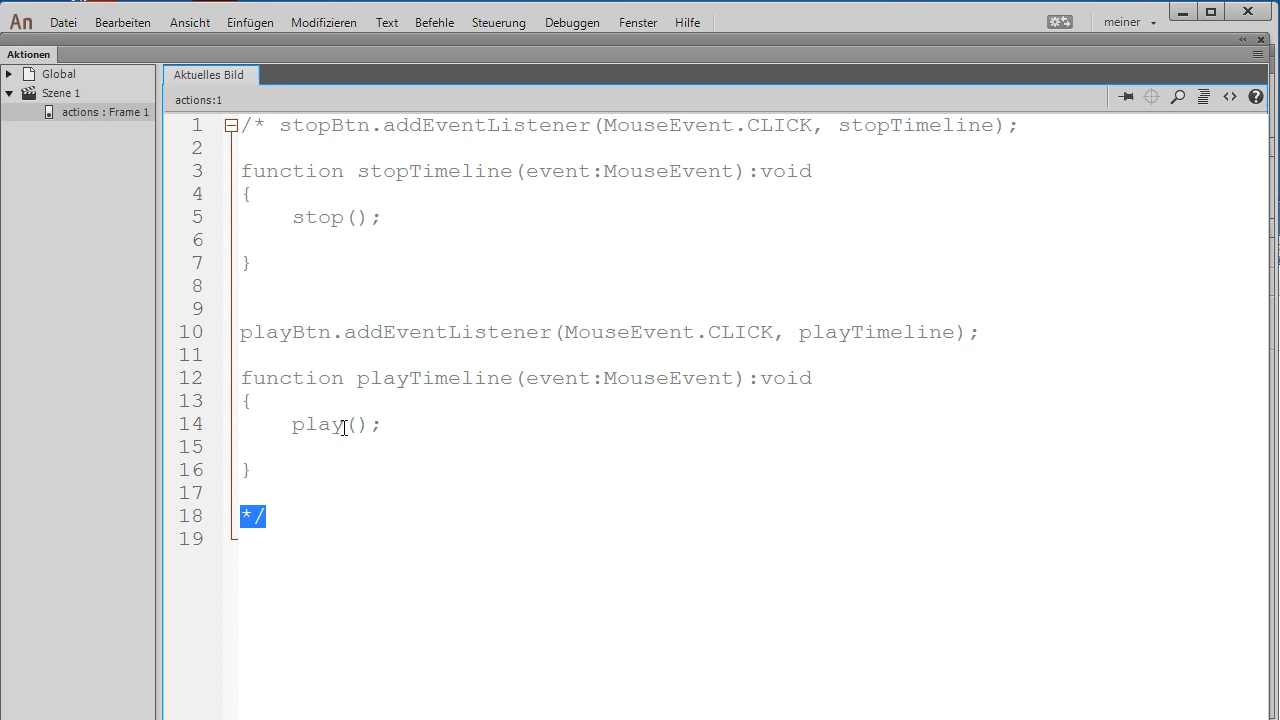 An Datei Bearbeiten Ansicht Einfügen Modifizieren Text Befehle Steuerung Debuggen Fenster Hilfe meiner
Aktionen
Global
Szene 1
actions : Frame 1
Aktuelles Bild
actions:1
1 /* stopBtn.addEventListener(MouseEvent.CLICK, stopTimeline);
2
3 function stopTimeline(event:MouseEvent):void
4 {
5 stop();
6
7 }
8
9
10 playBtn.addEventListener(MouseEvent.CLICK, playTimeline);
11
12 function playTimeline(event:MouseEvent):void
13 {
14 play();
15
16 }
17
18 */
19